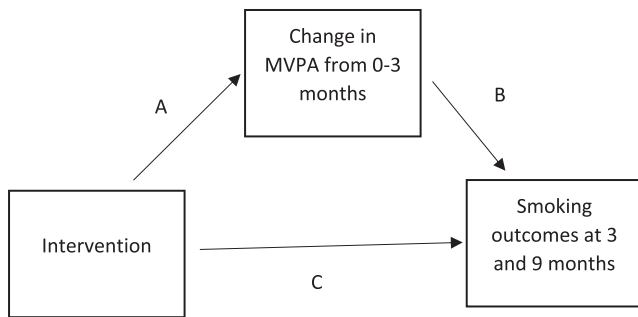 Change in
MVPA from 0-3
months
A
B
Intervention
Smoking
outcomes at 3
and 9 months
C